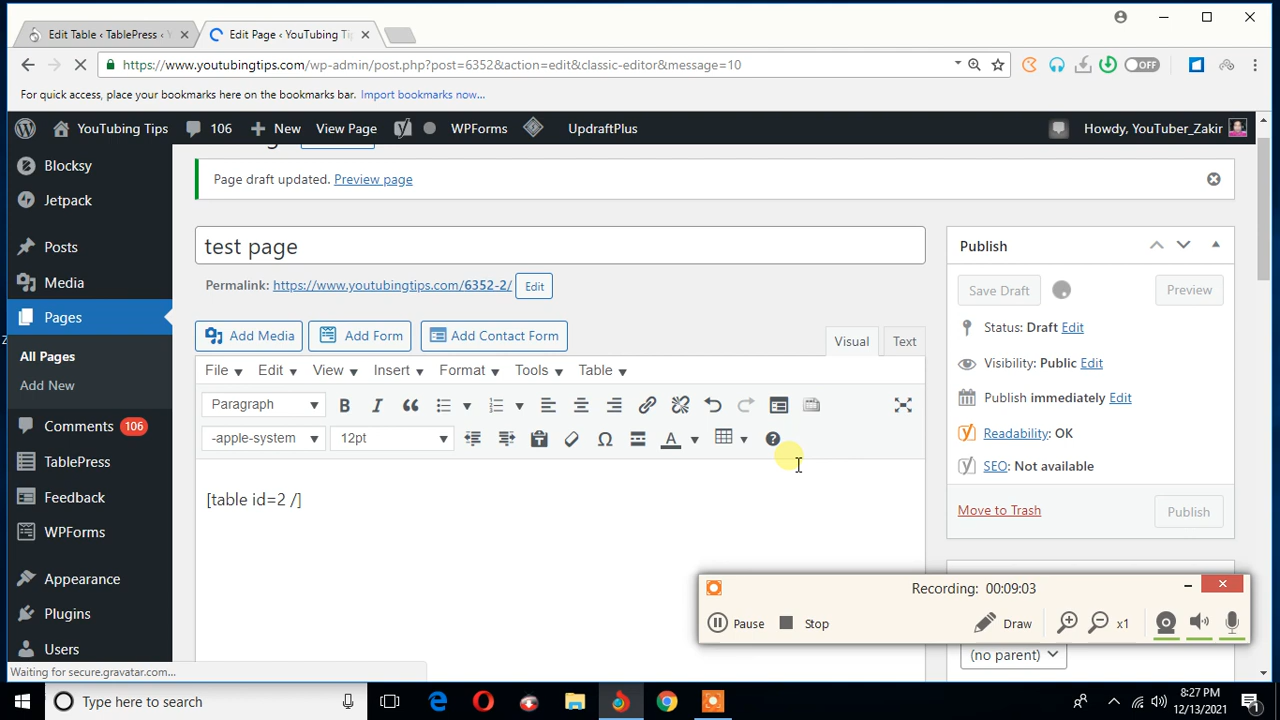 Edit Table ‹ TablePress ‹ Y
Edit Page ‹ YouTubing Tip
https://www.youtubingtips.com/wp-admin/post.php?post=6352&action=edit&classic-editor&message=10
OFF
For quick access, place your bookmarks here on the bookmarks bar. Import bookmarks now...
YouTubing Tips
106
New
View Page
WPForms
UpdraftPlus
Howdy, YouTuber_Zakir
Blocksy
Jetpack
Posts
Media
Pages
All Pages
Add New
Comments 106
TablePress
Feedback
WPForms
Appearance
Plugins
Users
Page draft updated. Preview page
test page
Permalink: https://www.youtubingtips.com/6352-2/ Edit
Add Media
Add Form
Add Contact Form
Visual
Text
File
Edit
View
Insert
Format
Tools
Table
Paragraph
-apple-system
12pt
[table id=2 /]
Publish
Save Draft
Preview
Status: Draft Edit
Visibility: Public Edit
Publish immediately Edit
Readability: OK
SEO: Not available
Move to Trash
Publish
Recording: 00:09:03
Pause
Stop
Draw
x1
(no parent)
Waiting for secure.gravatar.com...
Type here to search
8:27 PM
12/13/2021
1